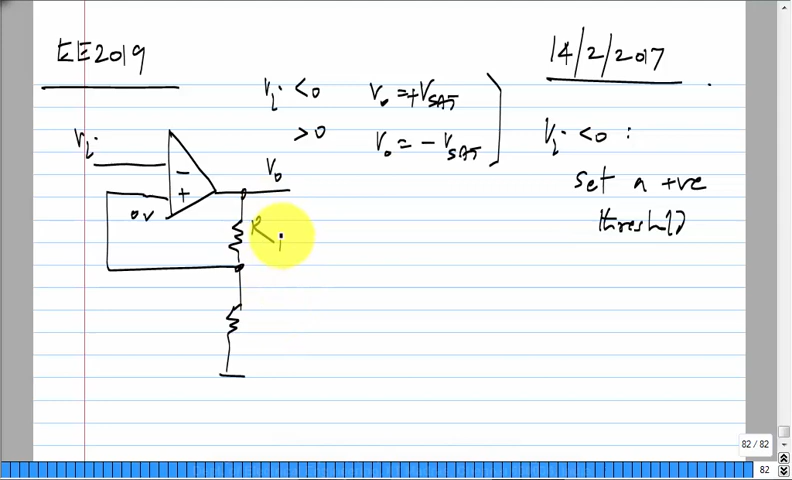 EE2019
14/2/2017
Vi < 0 Vo = +VSAT
> 0 Vo = - VSAT
Vi < 0 :
set a +ve
threshold
Vi
-
+
Vo
0V
R1
82 / 82
82